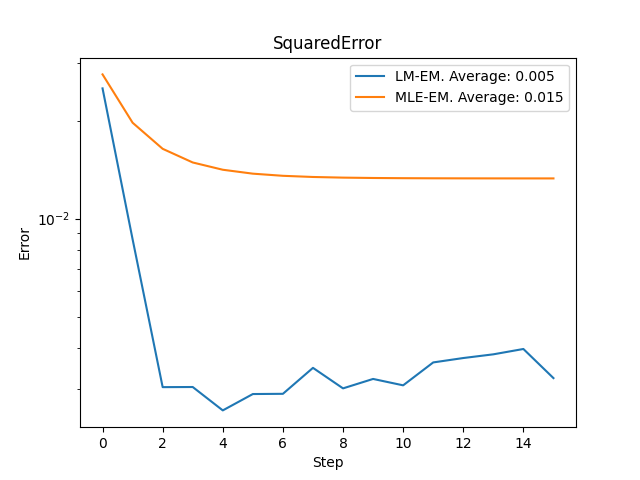 SquaredError
LM-EM. Average: 0.005
MLE-EM. Average: 0.015
10⁻²
Error
0 2 4 6 8 10 12 14
Step